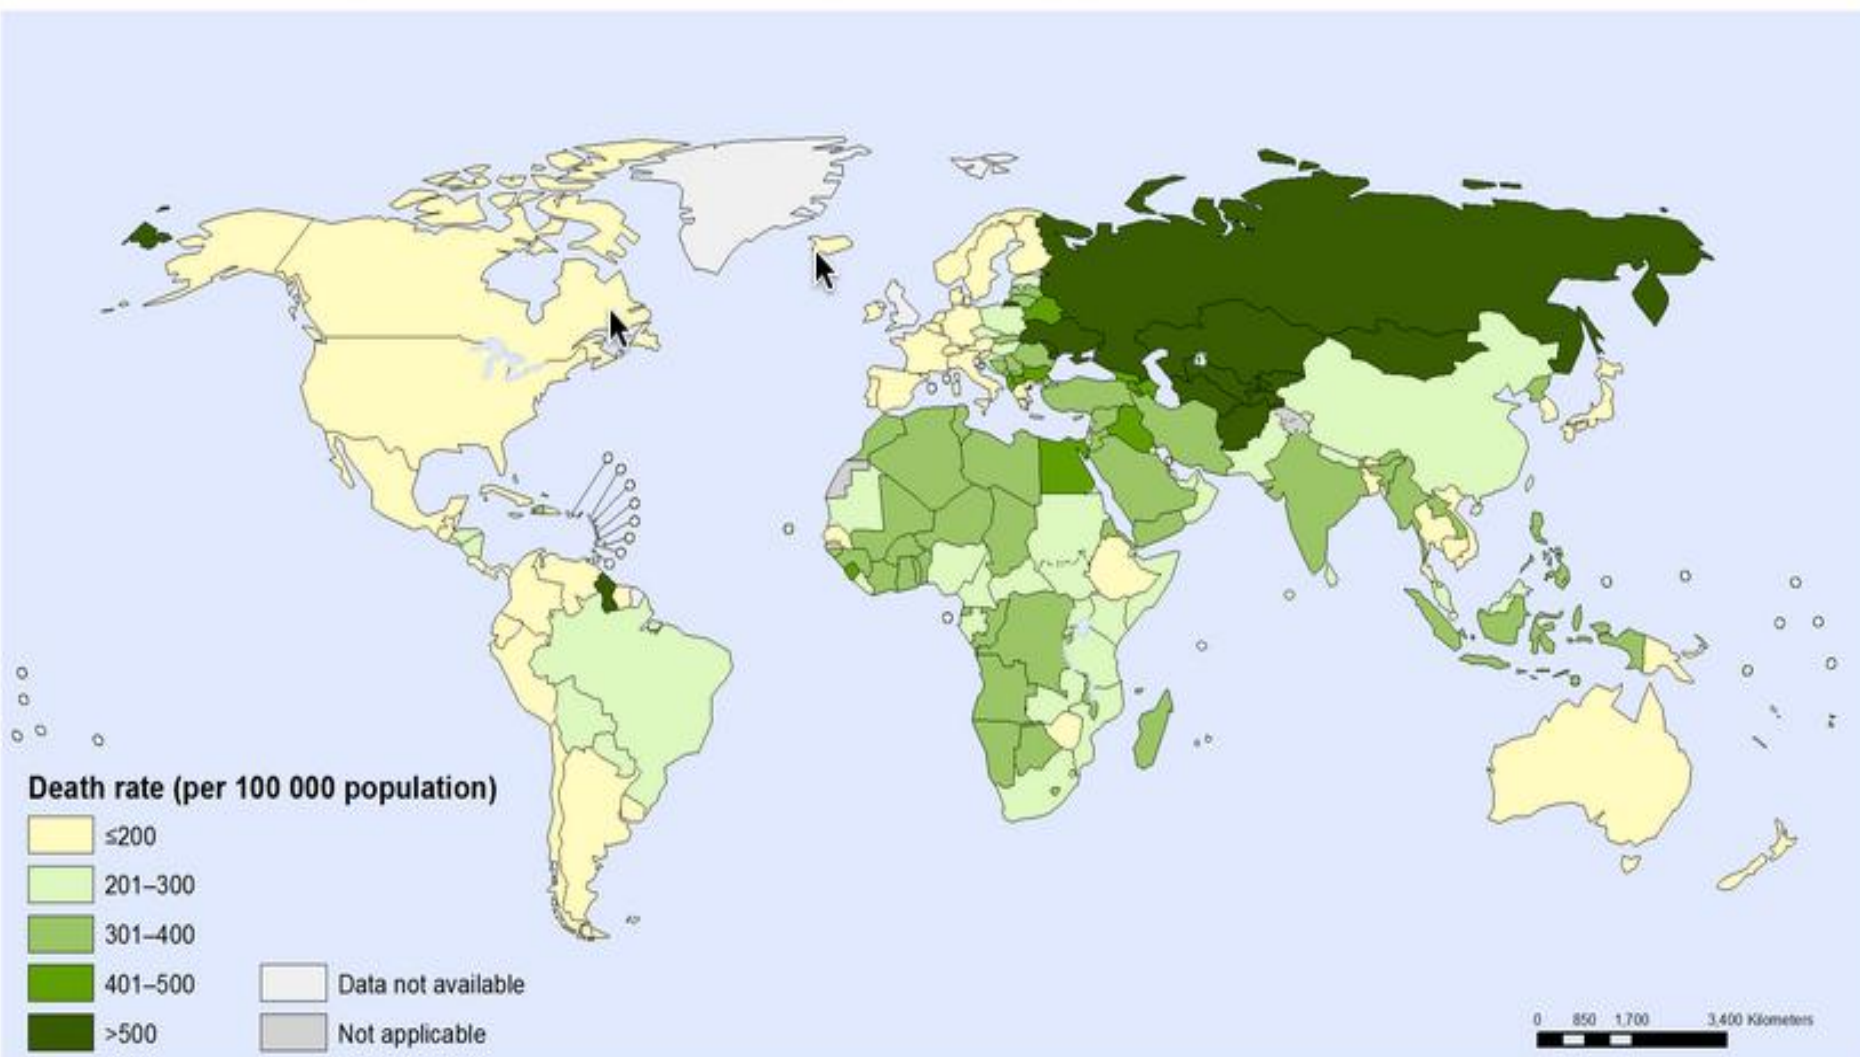 Death rate (per 100 000 population)
≤200
201–300
301–400
401–500
>500
Data not available
Not applicable
0 850 1,700 3,400 Kilometers